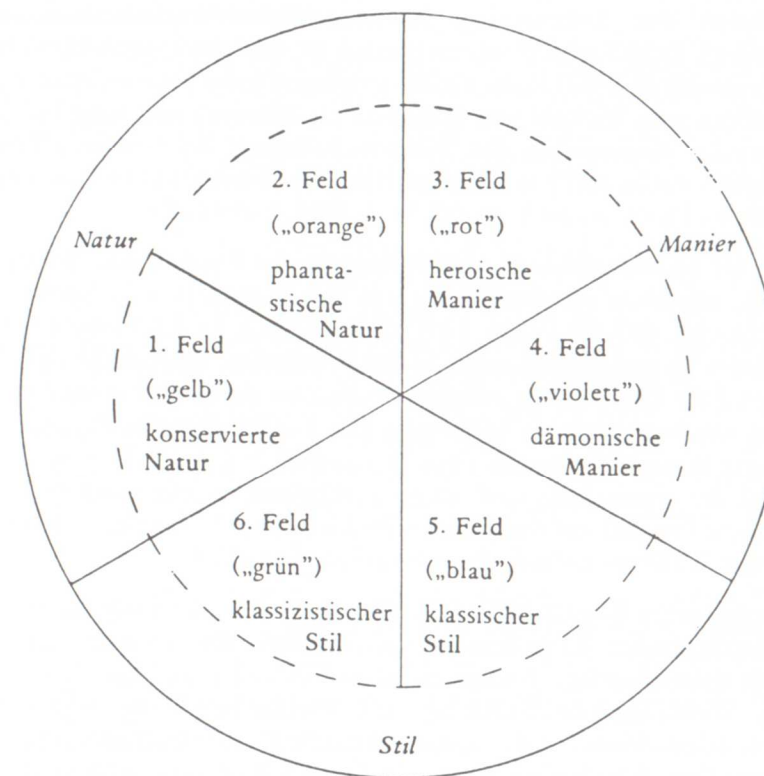 Natur
Manier
2. Feld
(„orange”)
phanta-
stische
Natur
3. Feld
(„rot”)
heroische
Manier
1. Feld
(„gelb”)
konservierte
Natur
4. Feld
(„violett”)
dämonische
Manier
6. Feld
(„grün”)
klassizistischer
Stil
5. Feld
(„blau”)
klassischer
Stil
Stil